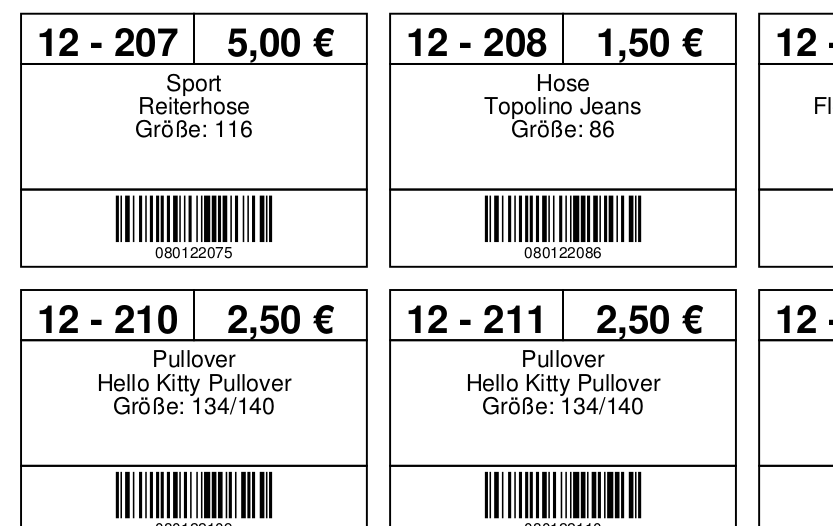 12 - 207 5,00 €
Sport
Reiterhose
Größe: 116
080122075
12 - 208 1,50 €
Hose
Topolino Jeans
Größe: 86
080122086
12 -
Fl
12 - 210 2,50 €
Pullover
Hello Kitty Pullover
Größe: 134/140
12 - 211 2,50 €
Pullover
Hello Kitty Pullover
Größe: 134/140
12 -